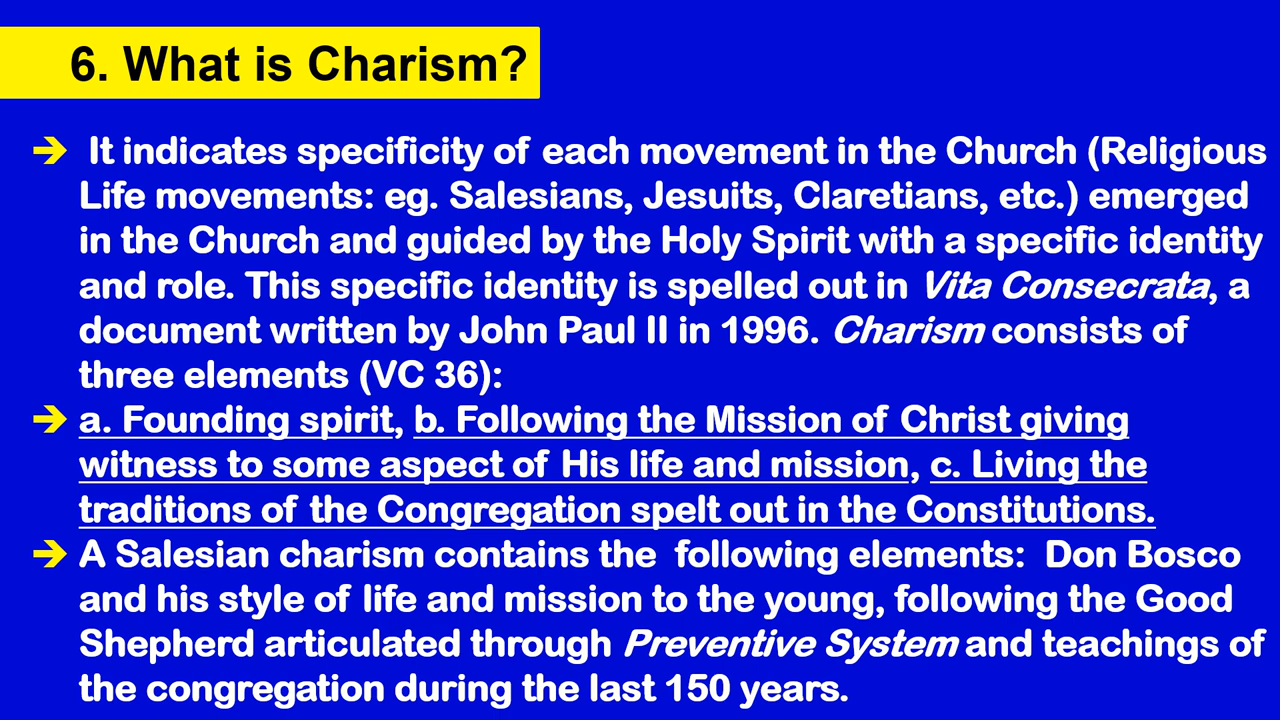 6. What is Charism?
➔ It indicates specificity of each movement in the Church (Religious
Life movements: eg. Salesians, Jesuits, Claretians, etc.) emerged
in the Church and guided by the Holy Spirit with a specific identity
and role. This specific identity is spelled out in Vita Consecrata, a
document written by John Paul II in 1996. Charism consists of
three elements (VC 36):
➔ a. Founding spirit, b. Following the Mission of Christ giving
witness to some aspect of His life and mission, c. Living the
traditions of the Congregation spelt out in the Constitutions.
➔ A Salesian charism contains the following elements: Don Bosco
and his style of life and mission to the young, following the Good
Shepherd articulated through Preventive System and teachings of
the congregation during the last 150 years.